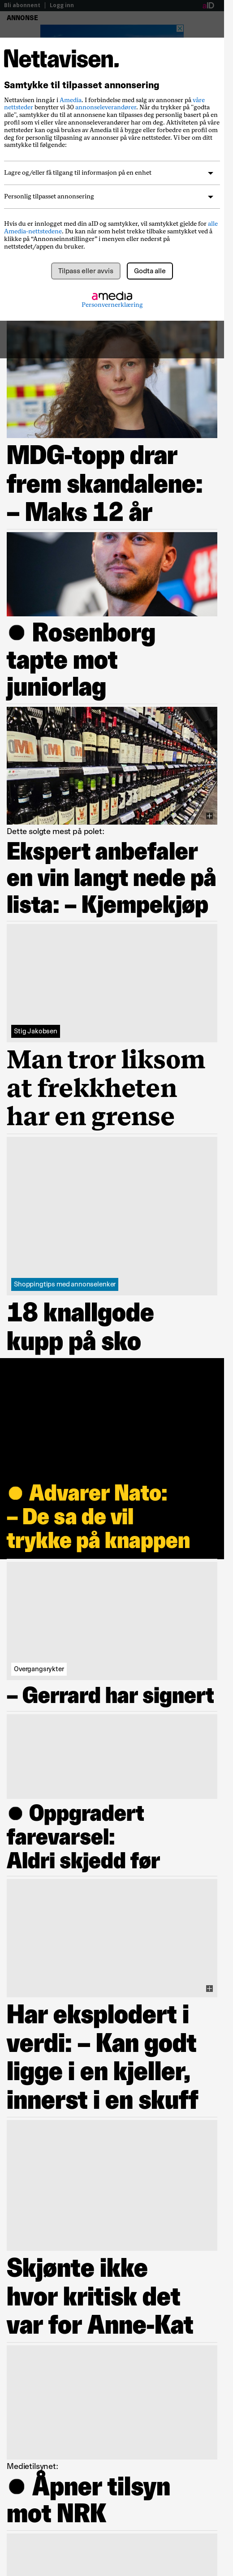 Bli abonnent | Logg inn
aID
ANNONSE
Nettavisen.
Samtykke til tilpasset annonsering
Nettavisen inngår i Amedia. I forbindelse med salg av annonser på våre
nettsteder benytter vi 30 annonseleverandører. Når du trykker på "godta
alle", samtykker du til at annonsene kan tilpasses deg personlig basert på en
profil som vi eller våre annonseleverandører har om deg. Aktiviteten på våre
nettsteder kan også brukes av Amedia til å bygge eller forbedre en profil om
deg for personlig tilpasning av annonser på våre nettsteder. Vi ber om ditt
samtykke til følgende:
Lagre og/eller få tilgang til informasjon på en enhet
Personlig tilpasset annonsering
Hvis du er innlogget med din aID og samtykker, vil samtykket gjelde for alle
Amedia-nettstedene. Du kan når som helst trekke tilbake samtykket ved å
klikke på "Annonseinnstillinger" i menyen eller nederst på
nettstedet/appen du bruker.
Tilpass eller avvis
Godta alle
amedia
Personvernerklæring
MDG-topp drar
frem skandalene:
– Maks 12 år
● Rosenborg
tapte mot
juniorlag
Dette solgte mest på polet:
Ekspert anbefaler
en vin langt nede på
lista: – Kjempekjøp
Stig Jakobsen
Man tror liksom
at frekkheten
har en grense
Shoppingtips med annonselenker
18 knallgode
kupp på sko
● Advarer Nato:
– De sa de vil
trykke på knappen
Overgangsrykter
– Gerrard har signert
● Oppgradert
farevarsel:
Aldri skjedd før
Har eksplodert i
verdi: – Kan godt
ligge i en kjeller,
innerst i en skuff
Skjønte ikke
hvor kritisk det
var for Anne-Kat
Medietilsynet:
● Åpner tilsyn
mot NRK